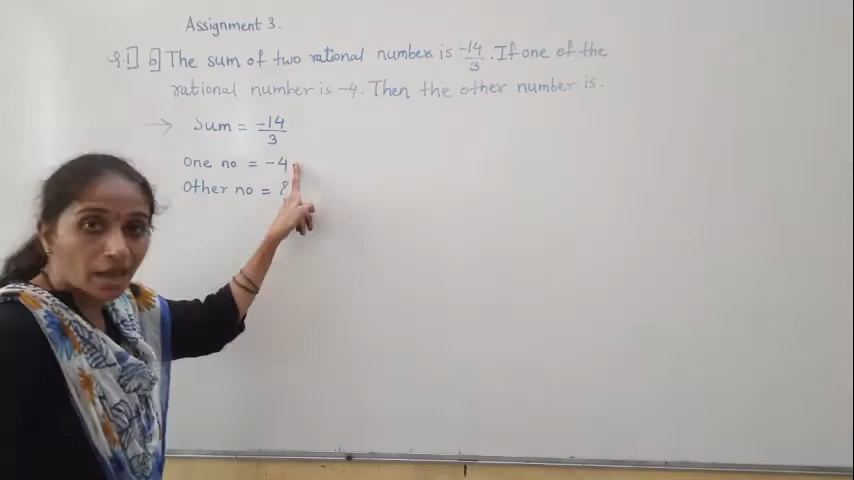 Assignment 3.
Q.1] b] The sum of two rational numbers is -14/3. If one of the
rational number is -4. Then the other number is.
→ Sum = -14/3
One no = -4
Other no = ?